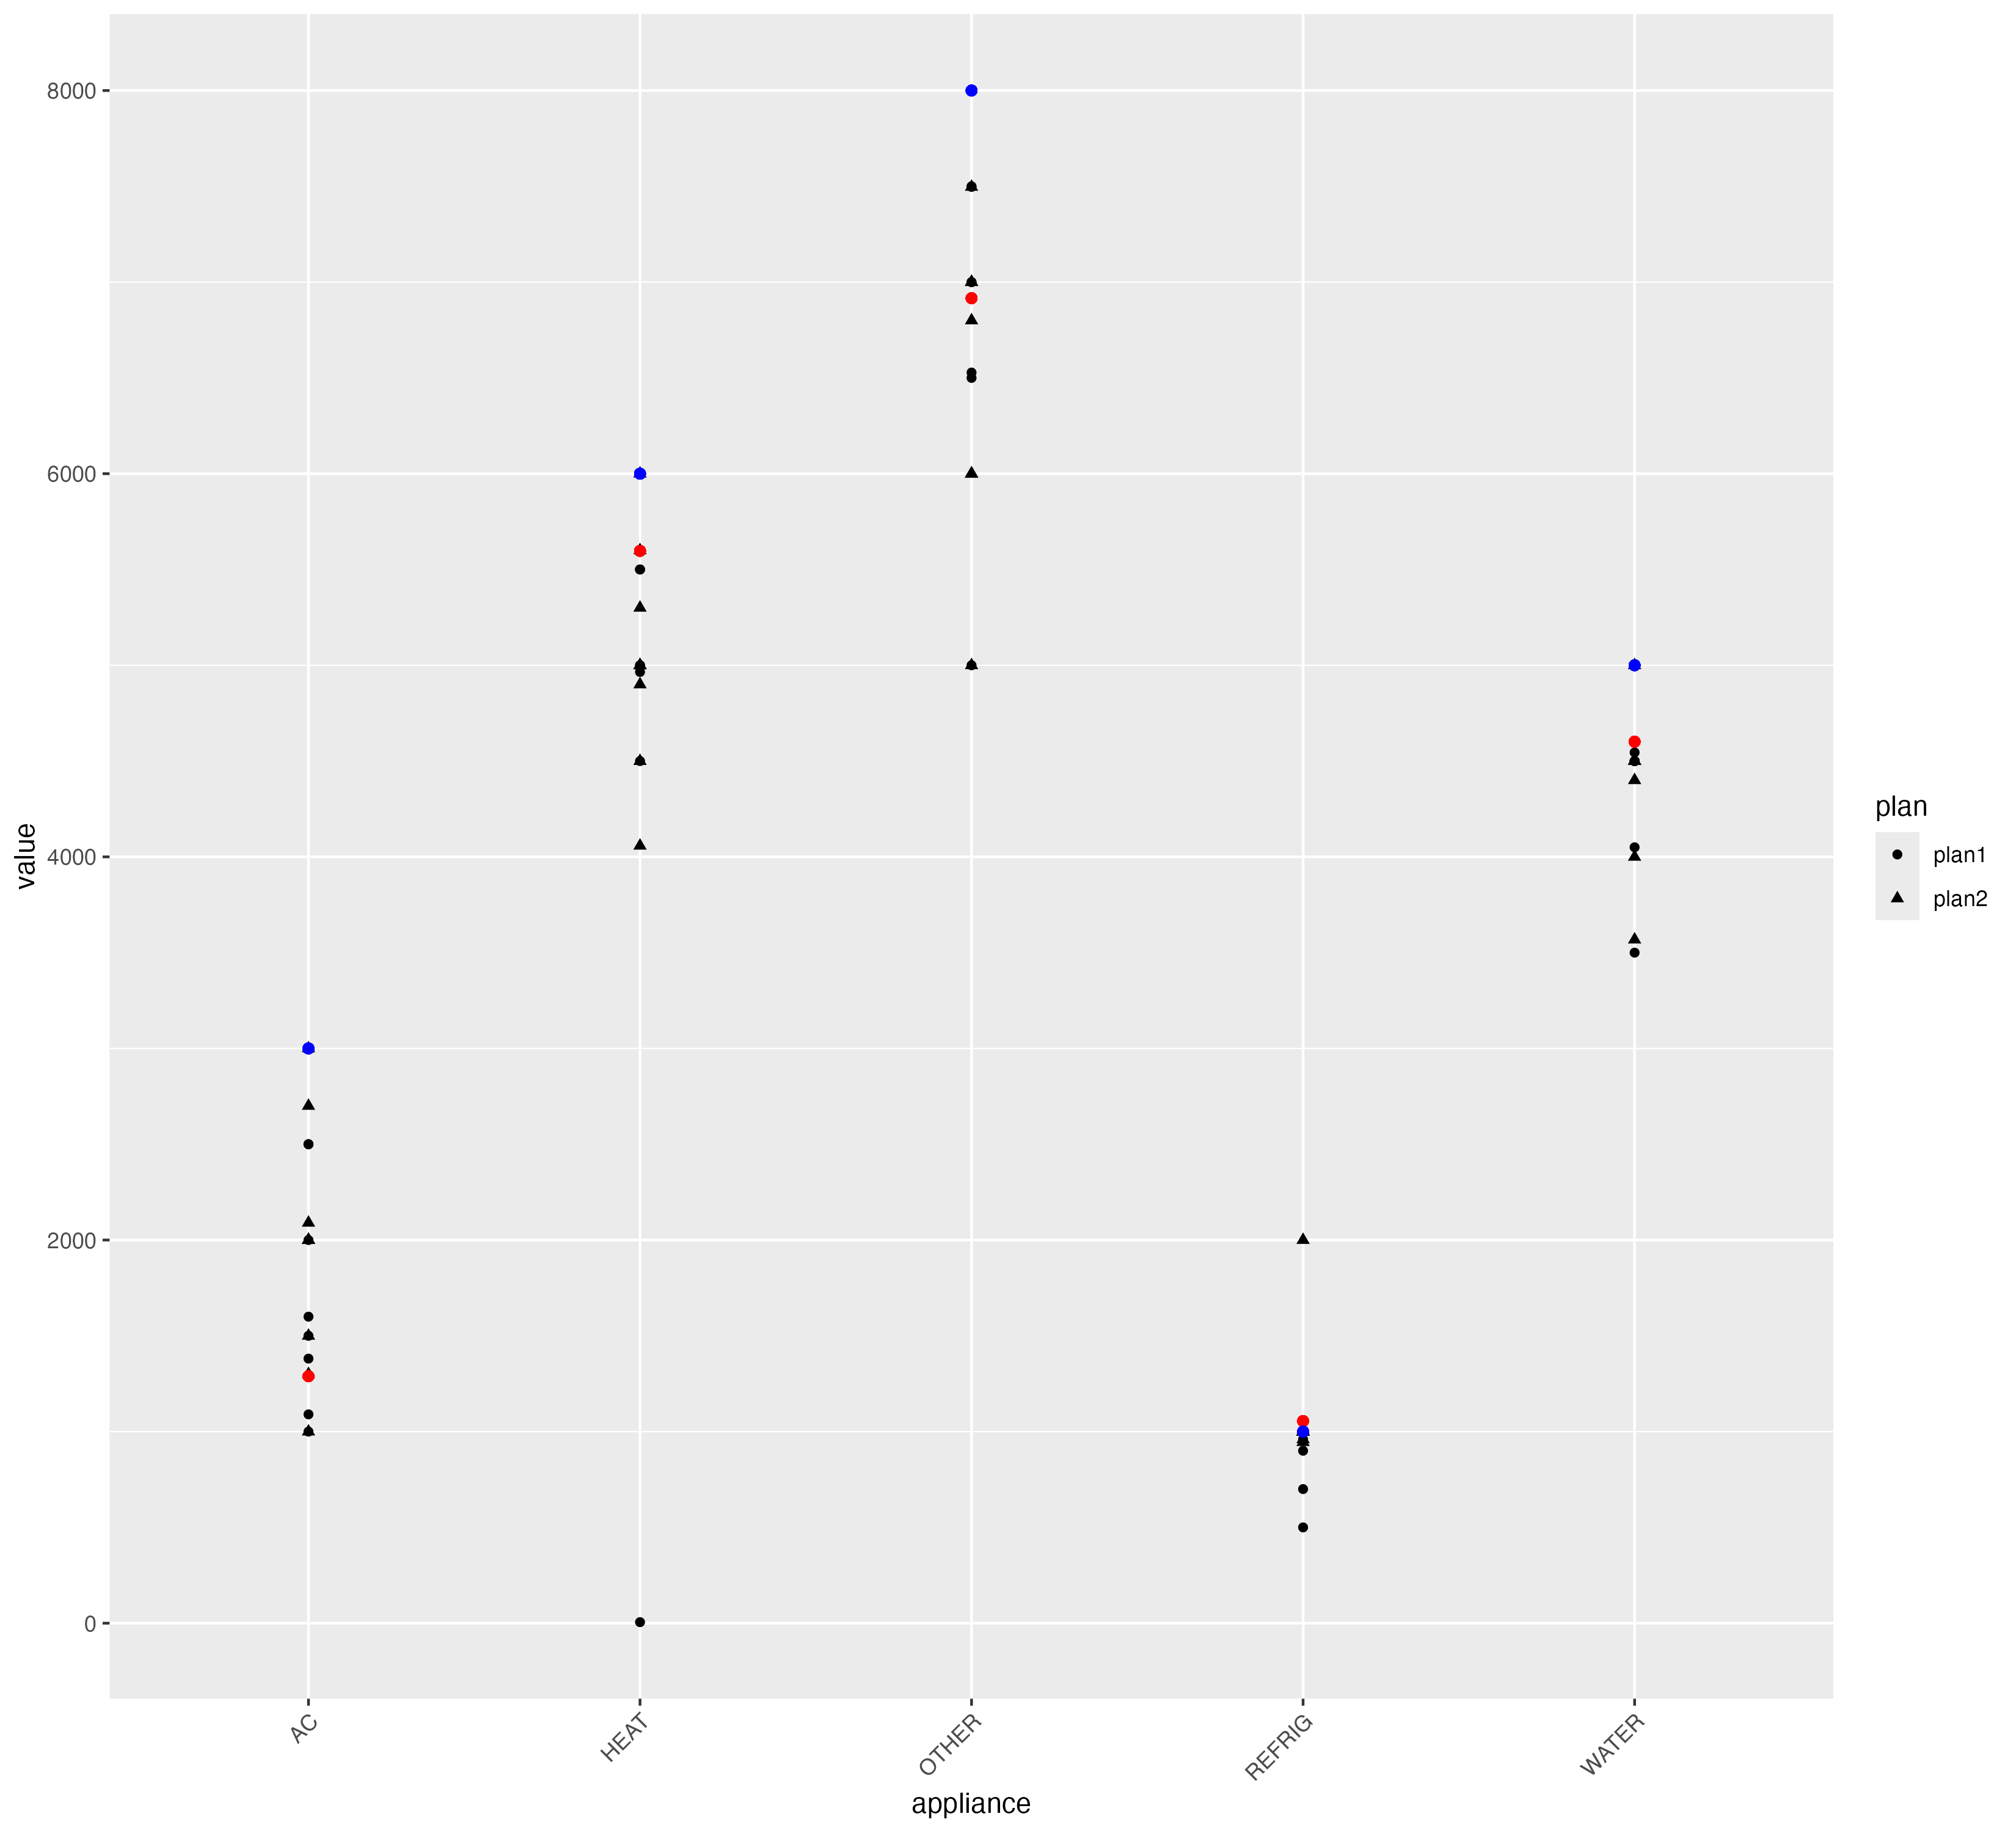 8000
6000
4000
2000
0
value
AC
HEAT
OTHER
REFRIG
WATER
appliance
plan
plan1
plan2